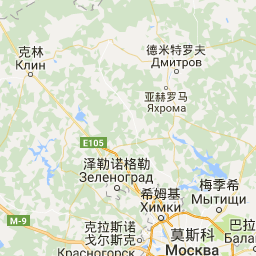 克林
Клин
德米特罗夫
Дмитров
亚赫罗马
Яхрома
E105
泽勒诺格勒
Зеленоград
梅季希
Мытищи
希姆基
Химки
M-9
克拉斯诺
戈尔斯克
Красногорск
莫斯科
Москва
巴拉
Бала